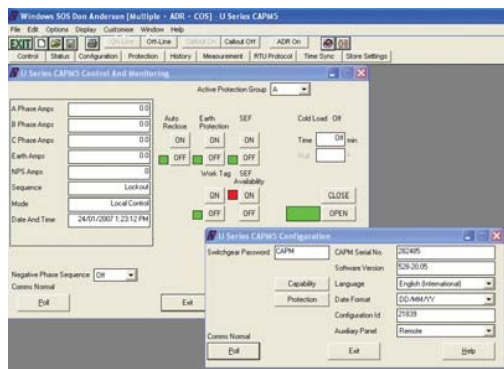 Windows SOS Don Anderson [Multiple - ADR - COS] - U Series CAPM5
File Edit Options Display Customise Window Help
EXIT On-Line Off-Line Callout On Callout Off ADR On
Control Status Configuration Protection History Measurement RTU Protocol Time Sync Store Settings
U Series CAPM5 Control And Monitoring
Active Protection Group A
A Phase Amps 0.0
B Phase Amps 0.0
C Phase Amps 0.0
Earth Amps 0.0
NPS Amps 0
Sequence Lockout
Mode Local Control
Date And Time 24/01/2007 1:23:12 PM
Auto Reclose
ON
OFF
Earth Protection
ON
OFF
SEF
ON
OFF
Cold Load Off
Time Off min
Work Tag
ON
OFF
SEF Availability
ON
OFF
CLOSE
OPEN
Negative Phase Sequence Off
Comms Normal
Poll Exit
U Series CAPM5 Configuration
Switchgear Password CAPM
Capability
Protection
CAPM Serial No. 202485
Software Version 528-20.05
Language English (International)
Date Format DD/MM/YY
Configuration Id 21839
Auxiliary Panel Remote
Comms Normal
Poll Exit Help